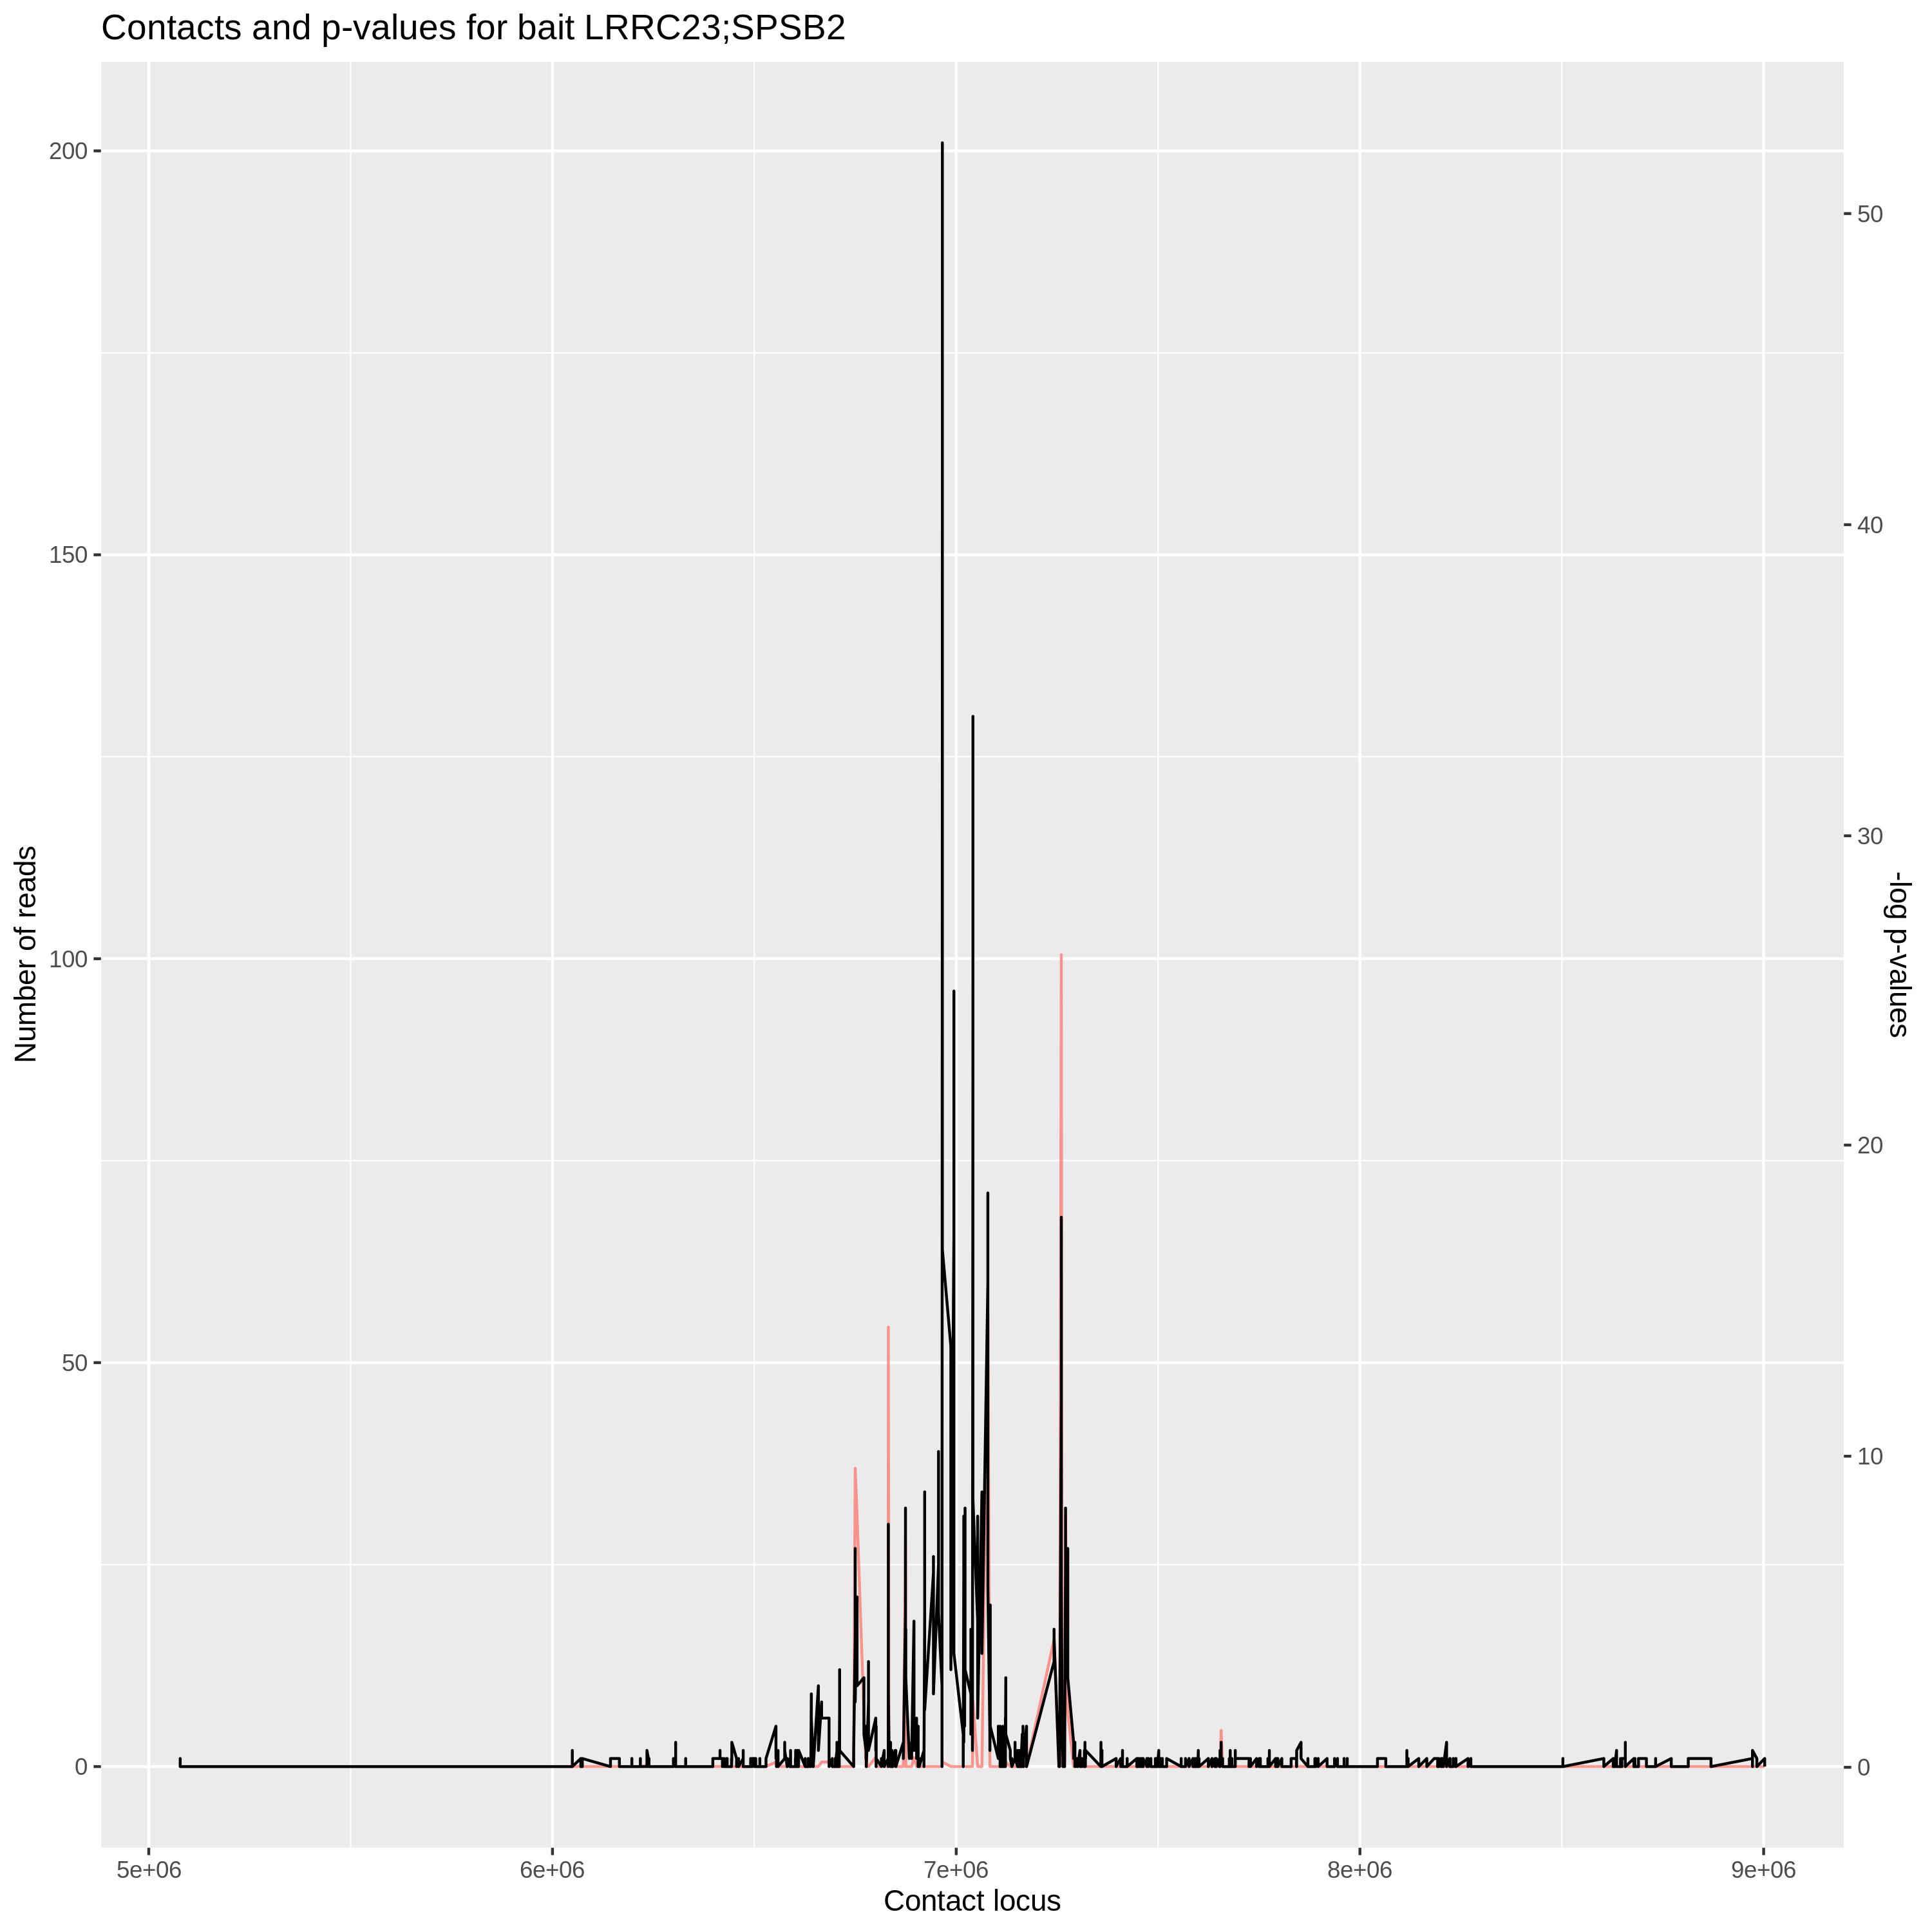 Contacts and p-values for bait LRRC23;SPSB2
200
150
100
50
0
Number of reads
50
40
30
20
10
0
-log p-values
5e+06
6e+06
7e+06
8e+06
9e+06
Contact locus